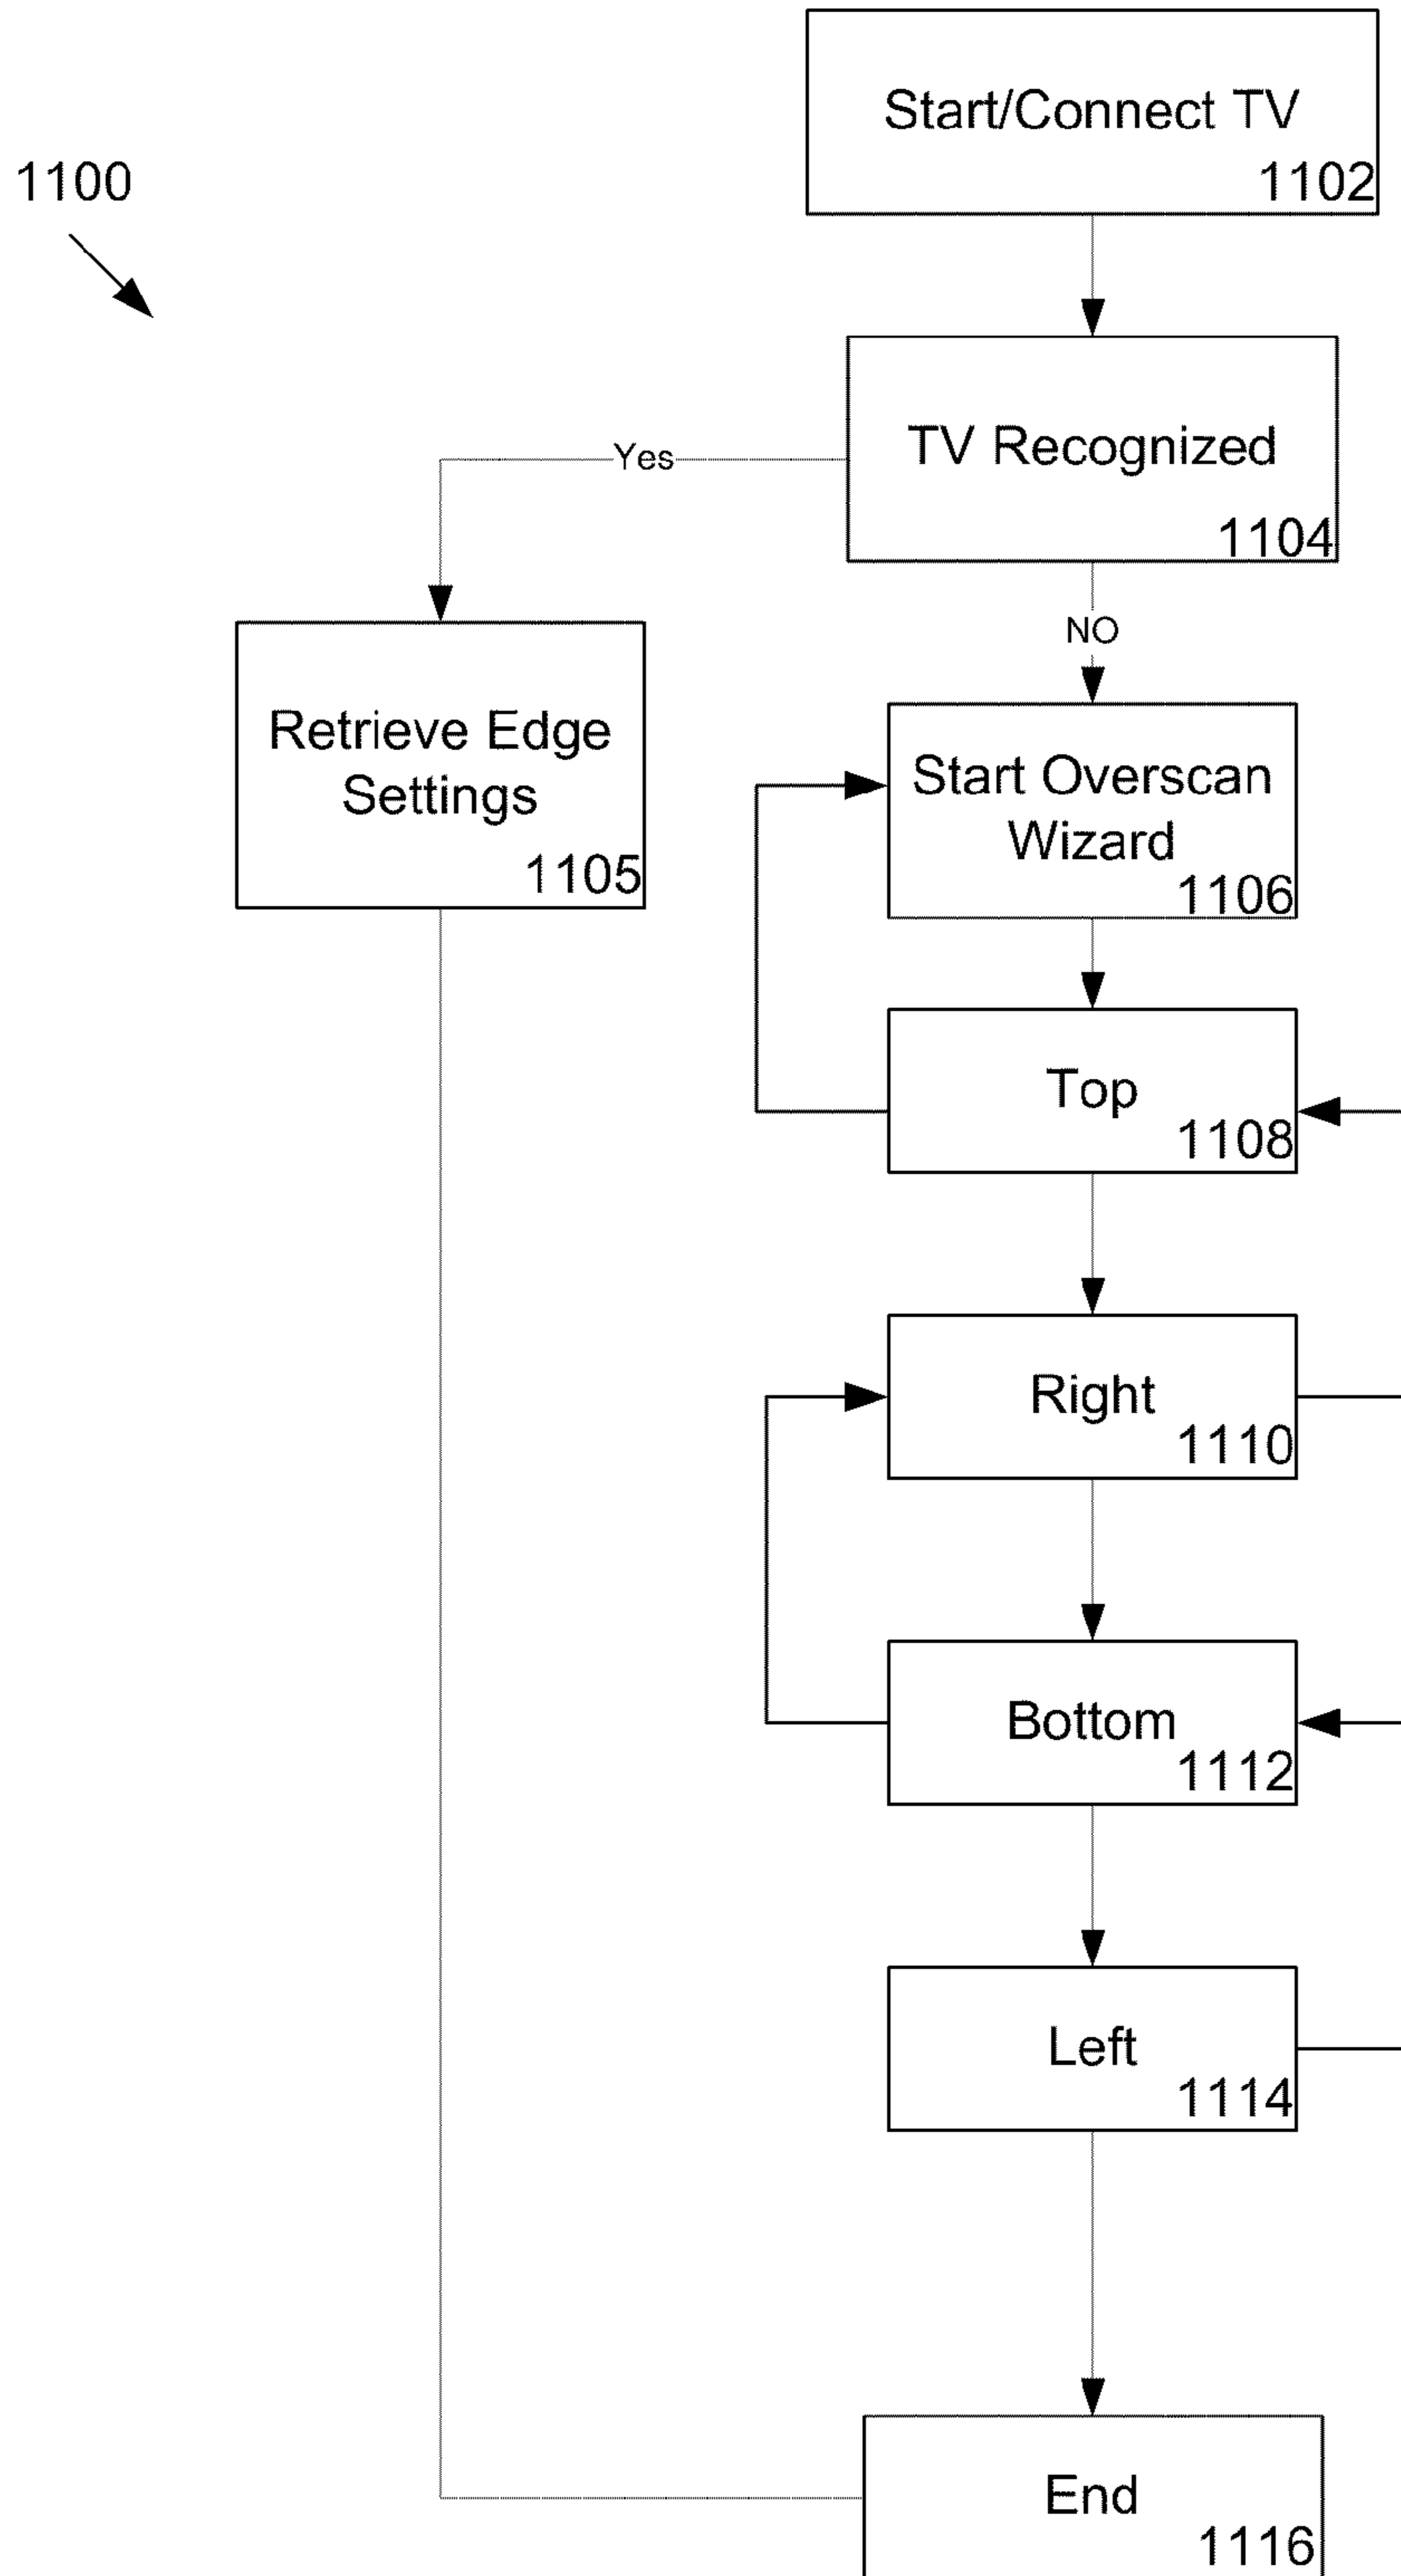 Start/Connect TV
1102
1100
TV Recognized
1104
Yes
NO
Retrieve Edge
Settings
1105
Start Overscan
Wizard
1106
Top
1108
Right
1110
Bottom
1112
Left
1114
End
1116